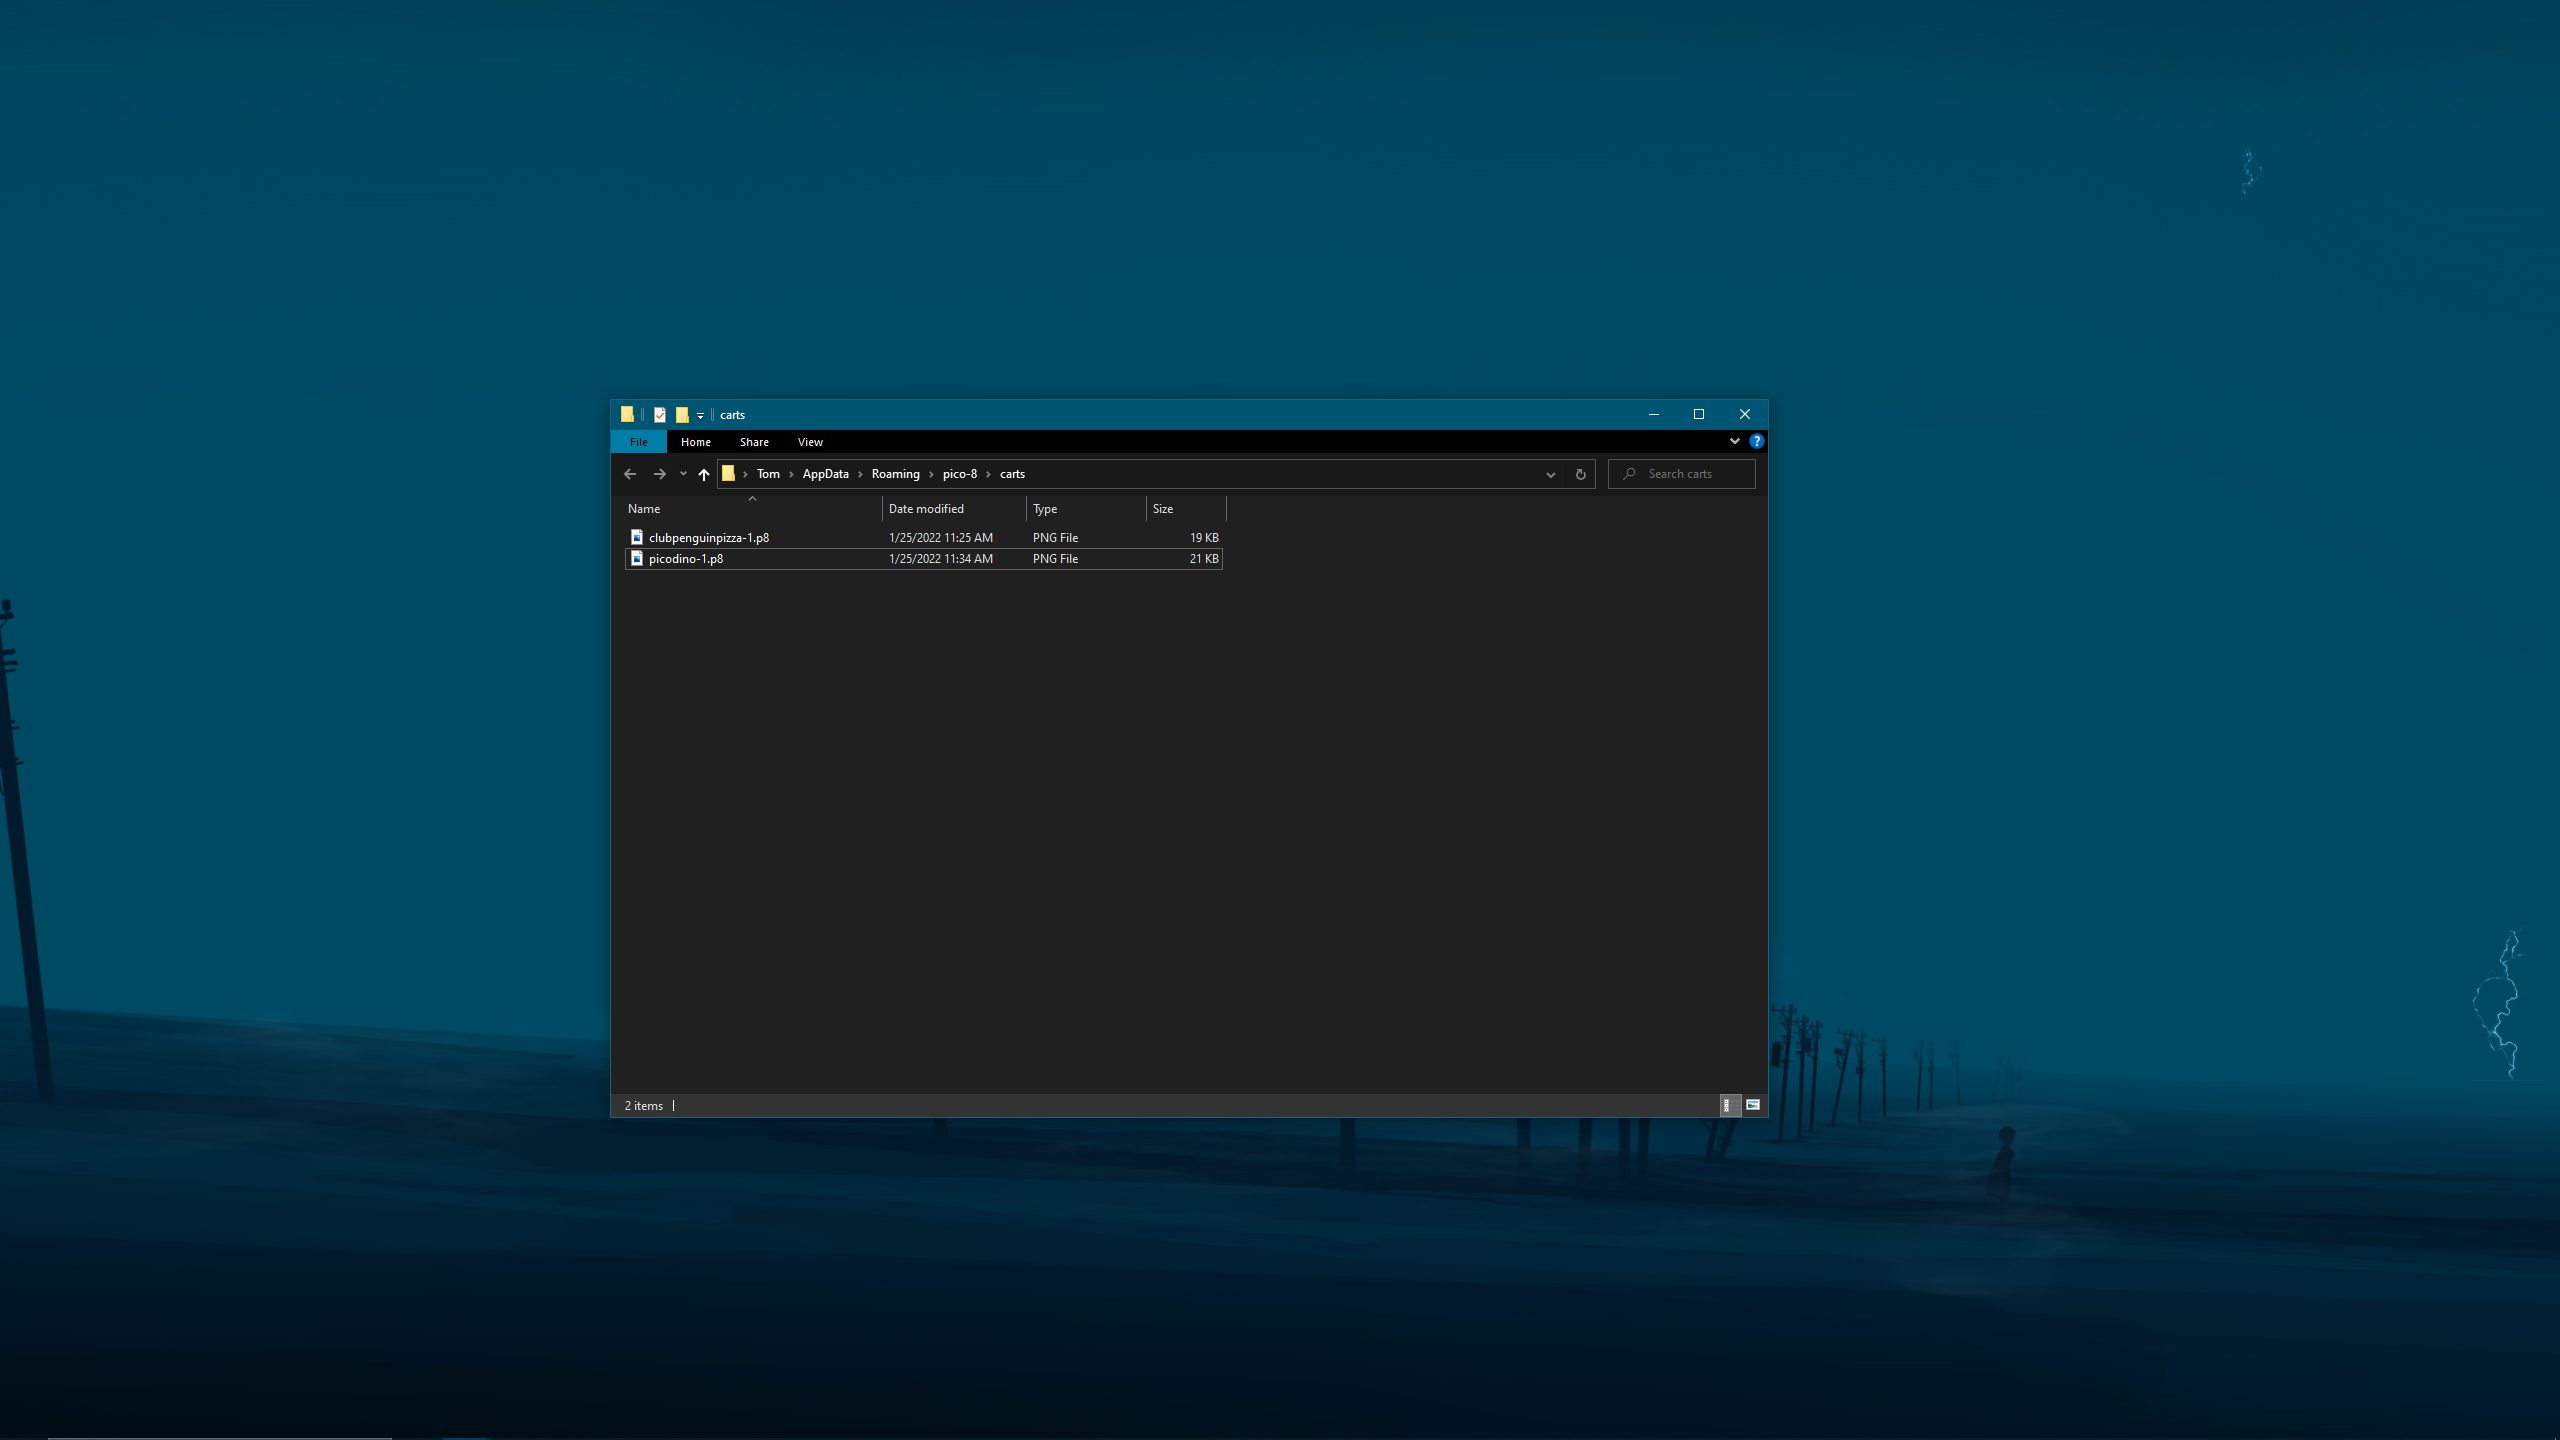 carts
File Home Share View ?
Tom AppData Roaming pico-8 carts Search carts
Name Date modified Type Size
clubpenguinpizza-1.p8 1/25/2022 11:25 AM PNG File 19 KB
picodino-1.p8 1/25/2022 11:34 AM PNG File 21 KB
2 items